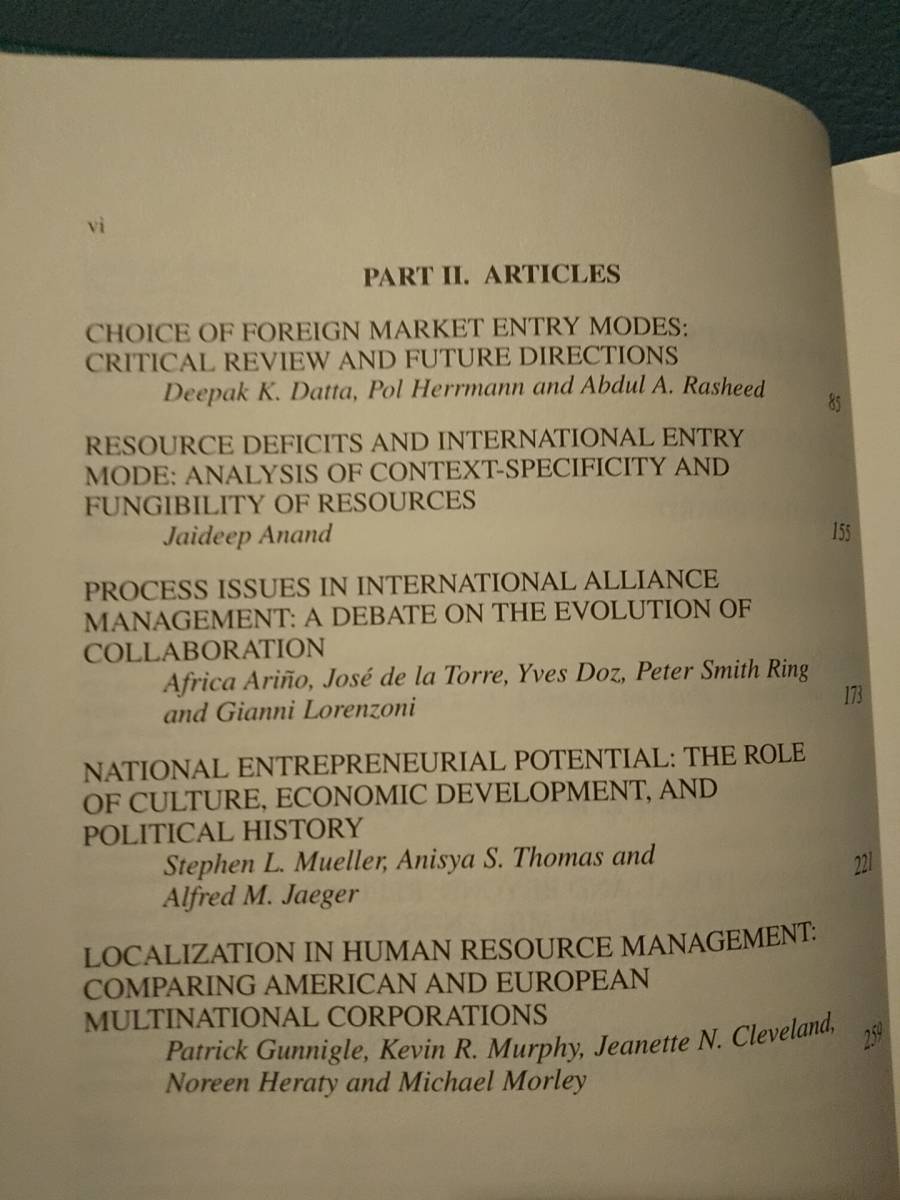 vi
PART II. ARTICLES
CHOICE OF FOREIGN MARKET ENTRY MODES:
CRITICAL REVIEW AND FUTURE DIRECTIONS
Deepak K. Datta, Pol Herrmann and Abdul A. Rasheed 85
RESOURCE DEFICITS AND INTERNATIONAL ENTRY
MODE: ANALYSIS OF CONTEXT-SPECIFICITY AND
FUNGIBILITY OF RESOURCES
Jaideep Anand 155
PROCESS ISSUES IN INTERNATIONAL ALLIANCE
MANAGEMENT: A DEBATE ON THE EVOLUTION OF
COLLABORATION
Africa Ariño, José de la Torre, Yves Doz, Peter Smith Ring
and Gianni Lorenzoni 173
NATIONAL ENTREPRENEURIAL POTENTIAL: THE ROLE
OF CULTURE, ECONOMIC DEVELOPMENT, AND
POLITICAL HISTORY
Stephen L. Mueller, Anisya S. Thomas and
Alfred M. Jaeger 221
LOCALIZATION IN HUMAN RESOURCE MANAGEMENT:
COMPARING AMERICAN AND EUROPEAN
MULTINATIONAL CORPORATIONS
Patrick Gunnigle, Kevin R. Murphy, Jeanette N. Cleveland,
Noreen Heraty and Michael Morley 259